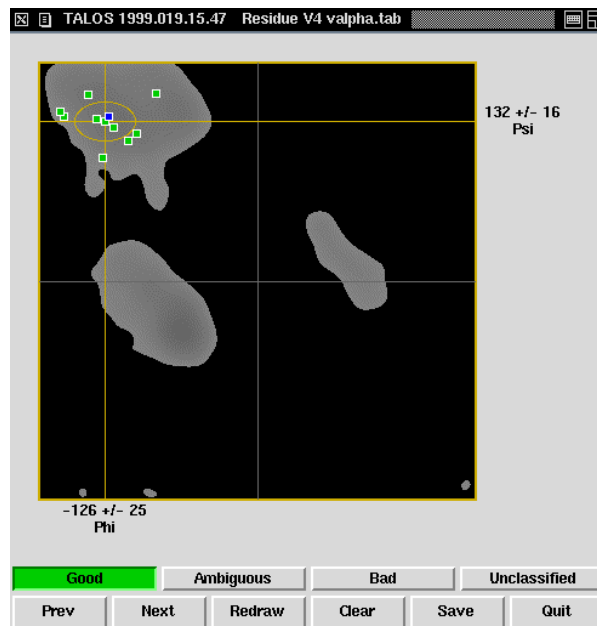 TALOS 1999.019.15.47 Residue V4 valpha.tab
132 +/- 16
Psi
-126 +/- 25
Phi
Good Ambiguous Bad Unclassified
Prev Next Redraw Clear Save Quit